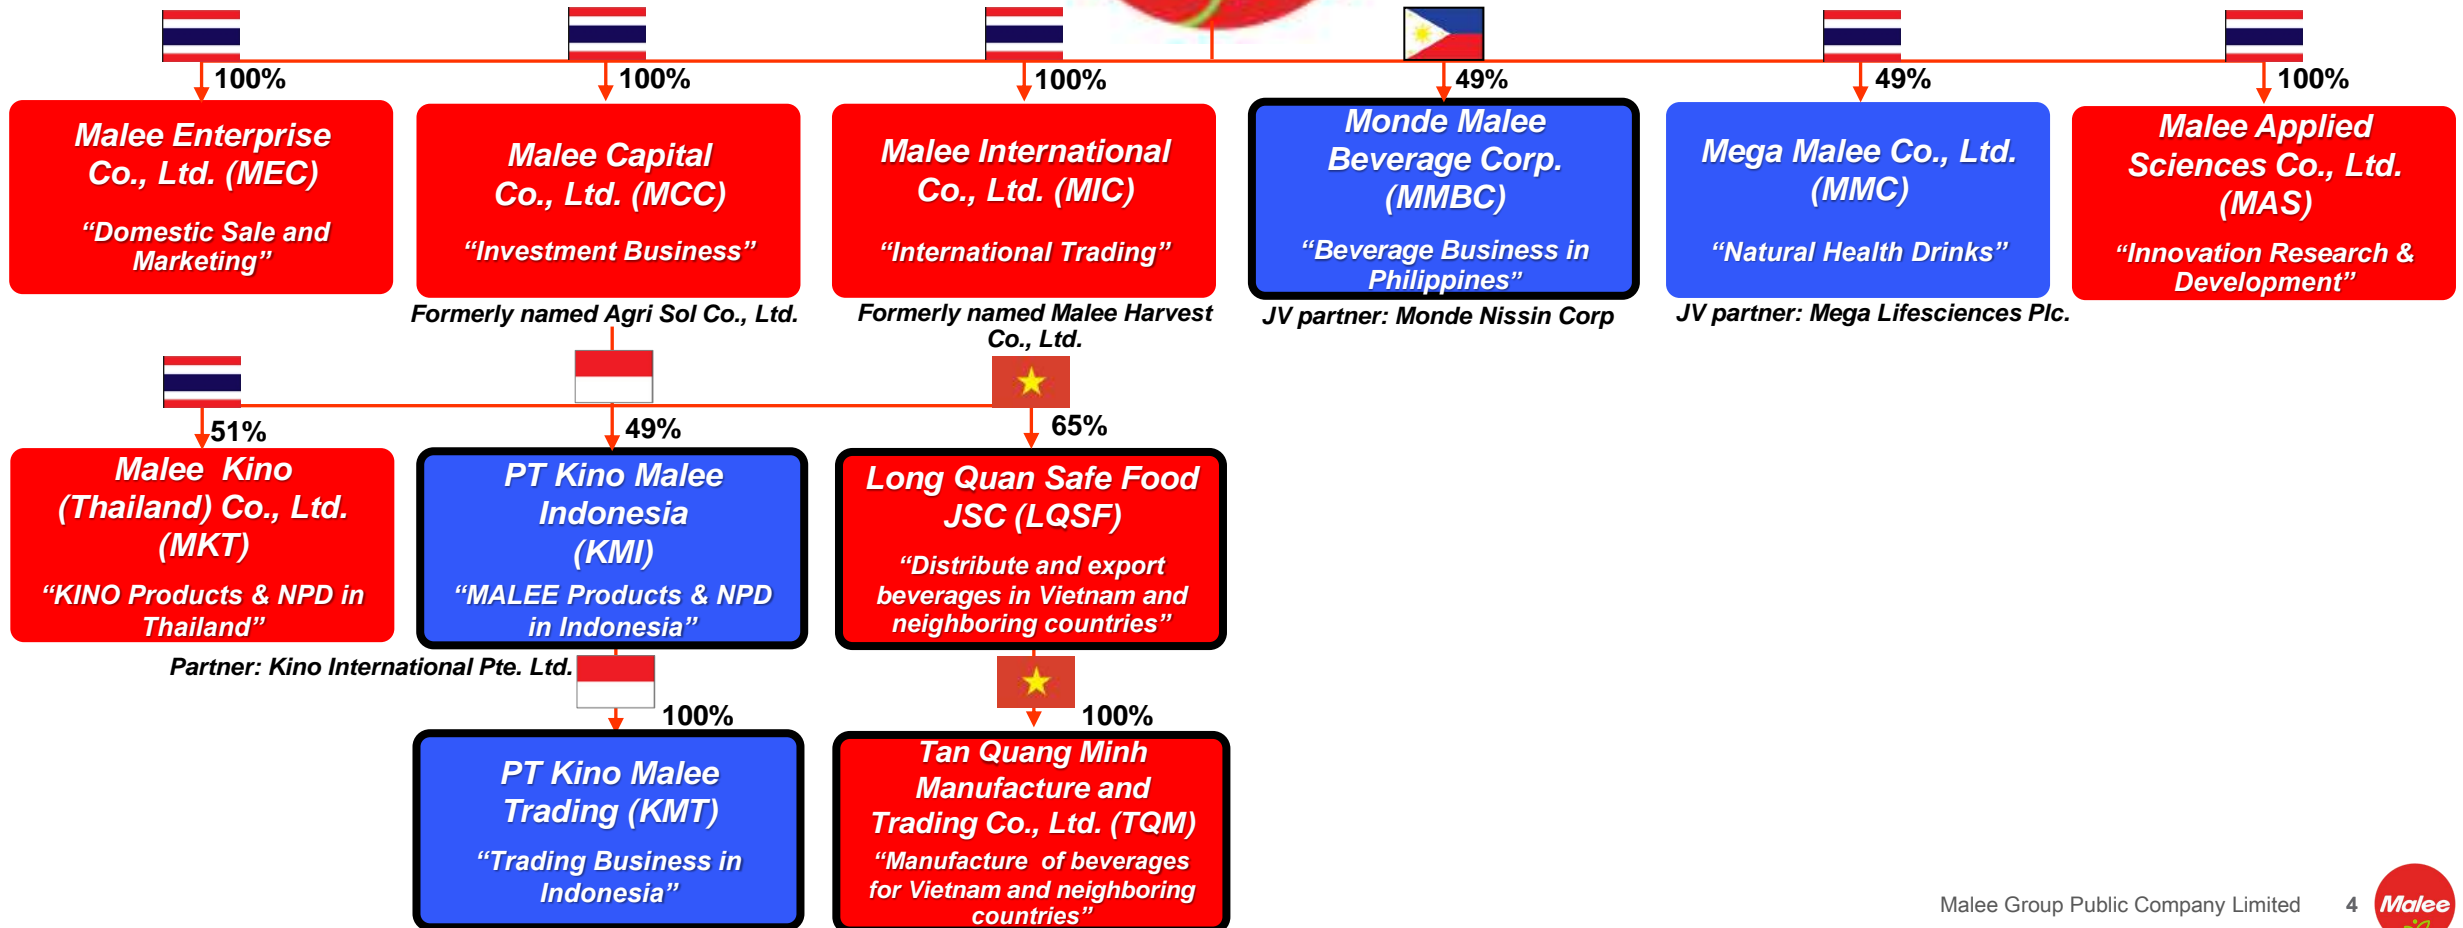 100%
100%
100%
49%
49%
100%
Malee Enterprise
Co., Ltd. (MEC)
“Domestic Sale and
Marketing”
Malee Capital
Co., Ltd. (MCC)
“Investment Business”
Formerly named Agri Sol Co., Ltd.
Malee International
Co., Ltd. (MIC)
“International Trading”
Formerly named Malee Harvest
Co., Ltd.
Monde Malee
Beverage Corp.
(MMBC)
“Beverage Business in
Philippines”
JV partner: Monde Nissin Corp
Mega Malee Co., Ltd.
(MMC)
“Natural Health Drinks”
JV partner: Mega Lifesciences Plc.
Malee Applied
Sciences Co., Ltd.
(MAS)
“Innovation Research &
Development”
51%
49%
65%
Malee  Kino
(Thailand) Co., Ltd.
(MKT)
“KINO Products & NPD in
Thailand”
PT Kino Malee
Indonesia
(KMI)
“MALEE Products & NPD
in Indonesia”
Long Quan Safe Food
JSC (LQSF)
“Distribute and export
beverages in Vietnam and
neighboring countries”
Partner: Kino International Pte. Ltd.
100%
100%
PT Kino Malee
Trading (KMT)
“Trading Business in
Indonesia”
Tan Quang Minh
Manufacture and
Trading Co., Ltd. (TQM)
“Manufacture  of beverages
for Vietnam and neighboring
countries”
Malee Group Public Company Limited 4
Malee